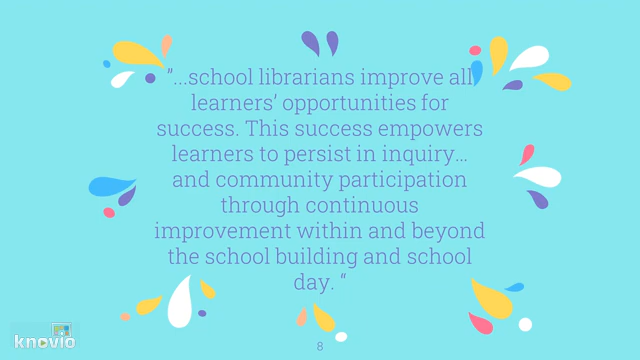 "...school librarians improve all
learners' opportunities for
success. This success empowers
learners to persist in inquiry...
and community participation
through continuous
improvement within and beyond
the school building and school
day. "
8
knovio